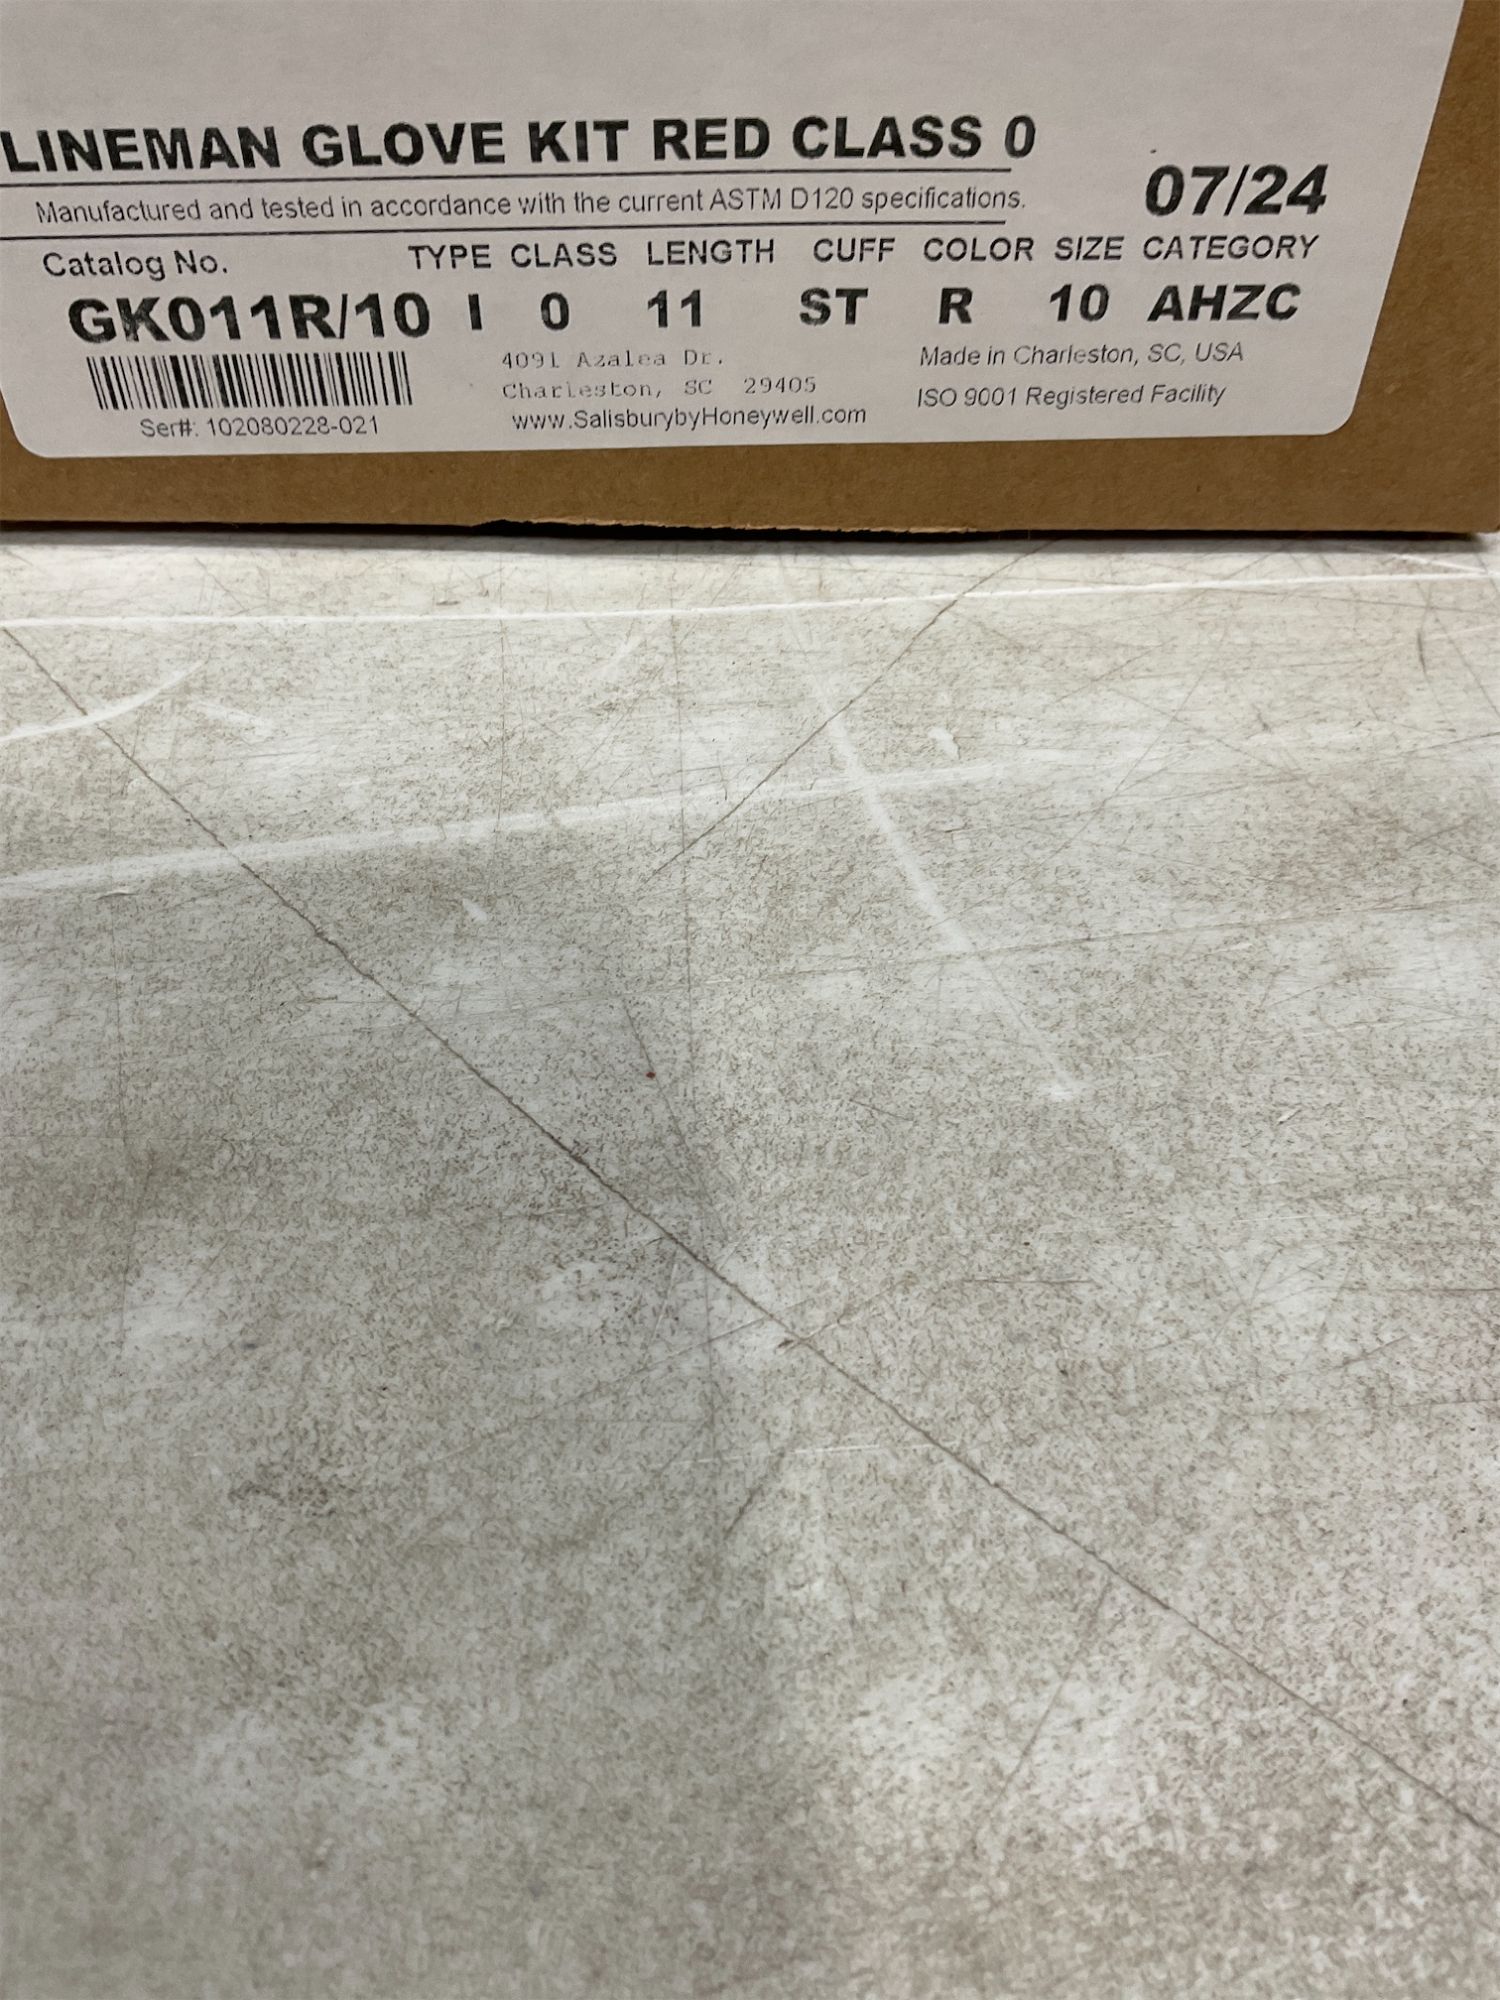 LINEMAN GLOVE KIT RED CLASS 0
Manufactured and tested in accordance with the current ASTM D120 specifications.
07/24
Catalog No. TYPE CLASS LENGTH CUFF COLOR SIZE CATEGORY
GK011R/10 I 0 11 ST R 10 AHZC
4091 Azalea Dr.
Charleston, SC 29405
www.SalisburybyHoneywell.com
Made in Charleston, SC, USA
ISO 9001 Registered Facility
Ser#: 102080228-021